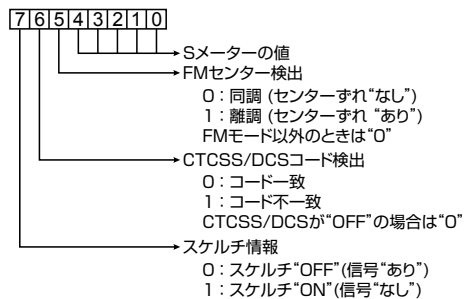 7 6 5 4 3 2 1 0
Sメーターの値
FMセンター検出
0：同調 (センターずれ“なし”)
1：離調 (センターずれ “あり”)
FMモード以外のときは“0”
CTCSS/DCSコード検出
0：コード一致
1：コード不一致
CTCSS/DCSが“OFF”の場合は“0”
スケルチ情報
0：スケルチ“OFF”(信号“あり”)
1：スケルチ“ON”(信号“なし”)